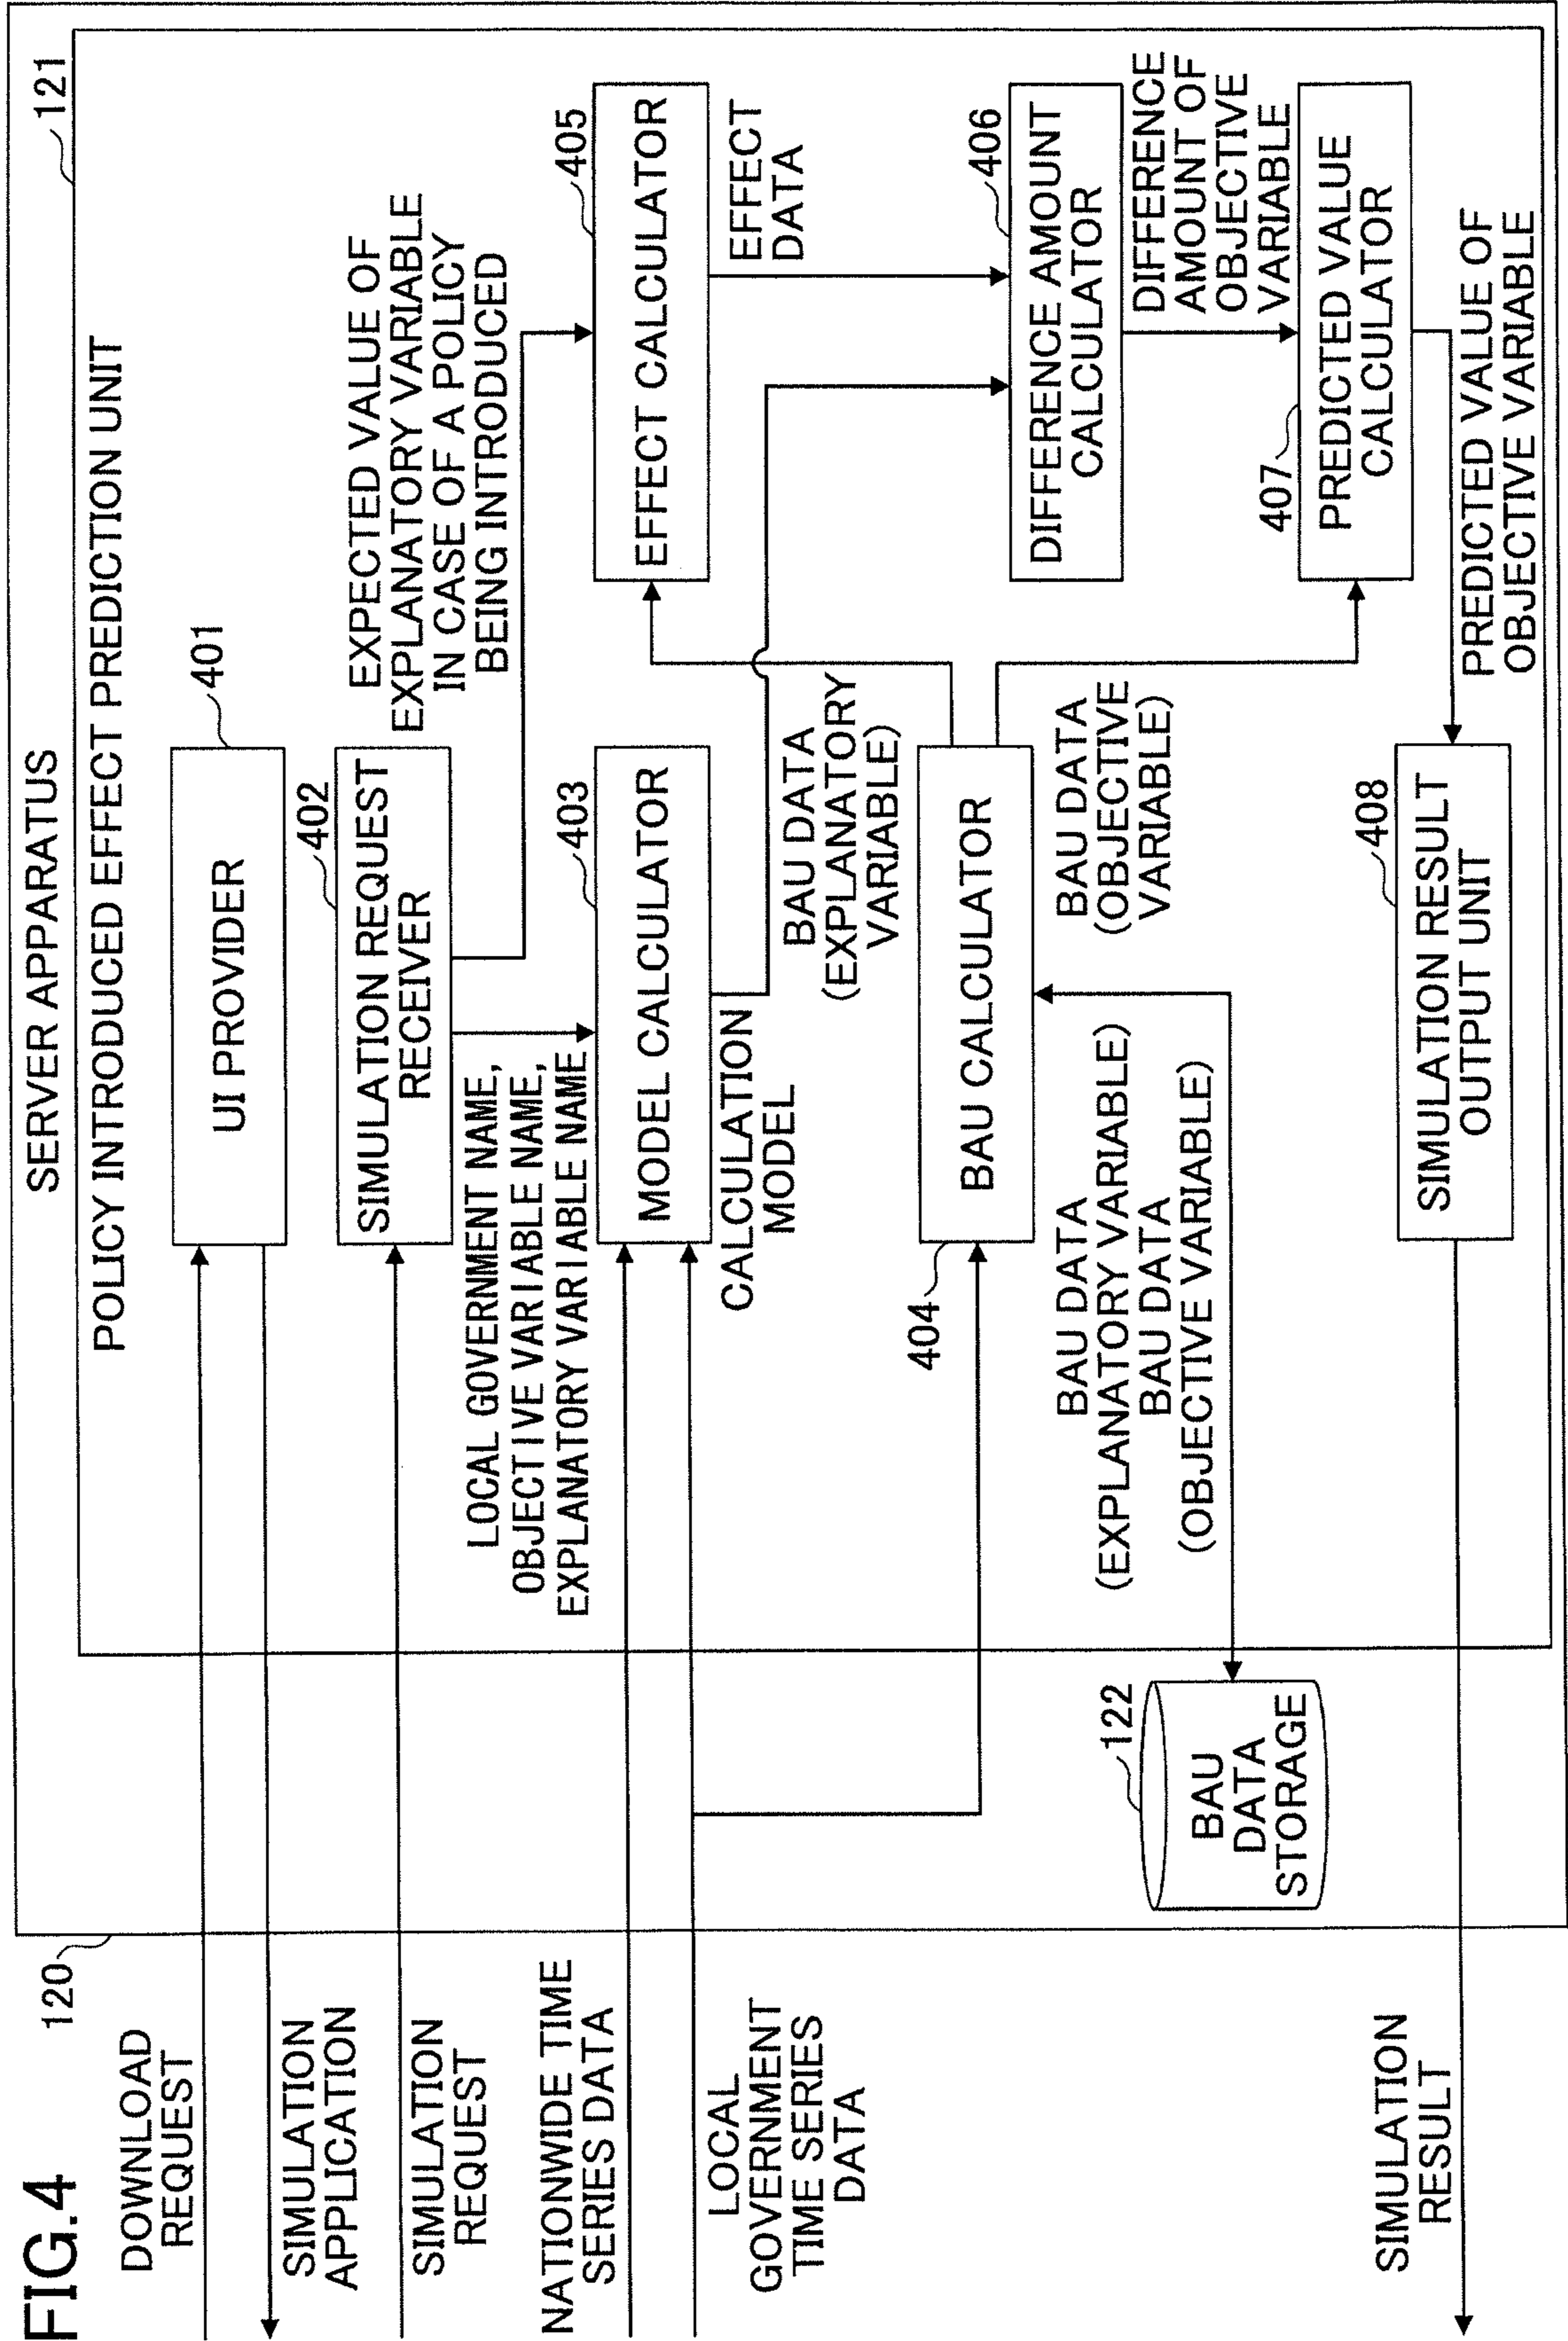 FIG.4
120
SERVER APPARATUS
121
POLICY INTRODUCED EFFECT PREDICTION UNIT
DOWNLOAD
REQUEST
SIMULATION
APPLICATION
401
UI PROVIDER
SIMULATION
REQUEST
402
SIMULATION REQUEST
RECEIVER
EXPECTED VALUE OF
EXPLANATORY VARIABLE
IN CASE OF A POLICY
BEING INTRODUCED
LOCAL GOVERNMENT NAME,
OBJECTIVE VARIABLE NAME,
EXPLANATORY VARIABLE NAME
NATIONWIDE TIME
SERIES DATA
403
MODEL CALCULATOR
405
EFFECT CALCULATOR
LOCAL
GOVERNMENT
TIME SERIES
DATA
CALCULATION
MODEL
EFFECT
DATA
BAU DATA
(EXPLANATORY
VARIABLE)
404
BAU CALCULATOR
406
DIFFERENCE AMOUNT
CALCULATOR
BAU DATA
(EXPLANATORY VARIABLE)
BAU DATA
(OBJECTIVE VARIABLE)
BAU DATA
(OBJECTIVE
VARIABLE)
DIFFERENCE
AMOUNT OF
OBJECTIVE
VARIABLE
122
BAU
DATA
STORAGE
407
PREDICTED VALUE
CALCULATOR
SIMULATION
RESULT
408
SIMULATION RESULT
OUTPUT UNIT
PREDICTED VALUE OF
OBJECTIVE VARIABLE